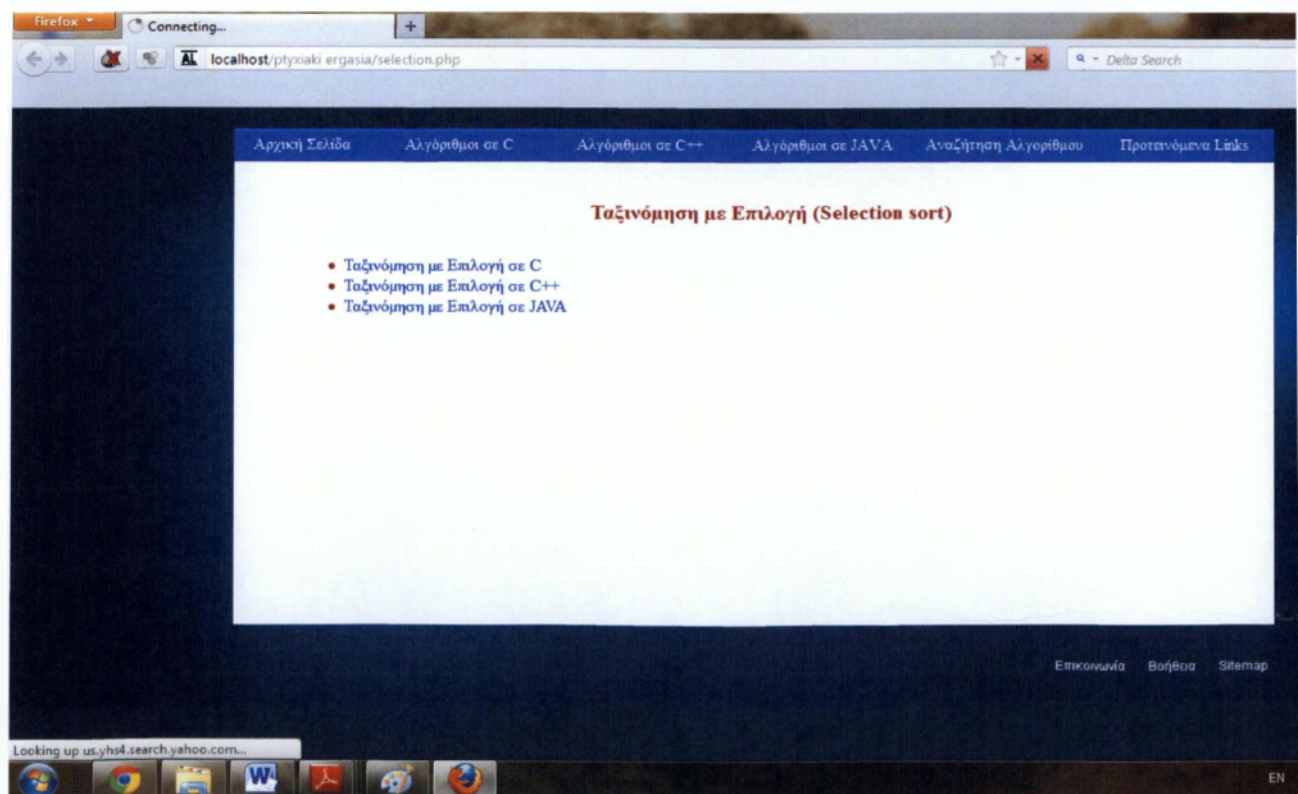 Firefox
Connecting...
localhost/ptyxiaki ergasia/selection.php
Delta Search
Αρχική Σελίδα Αλγόριθμοι σε C Αλγόριθμοι σε C++ Αλγόριθμοι σε JAVA Αναζήτηση Αλγορίθμου Προτεινόμενα Links
Ταξινόμηση με Επιλογή (Selection sort)
• Ταξινόμηση με Επιλογή σε C
• Ταξινόμηση με Επιλογή σε C++
• Ταξινόμηση με Επιλογή σε JAVA
Επικοινωνία Βοήθεια Sitemap
Looking up us.yhs4.search.yahoo.com...
EN